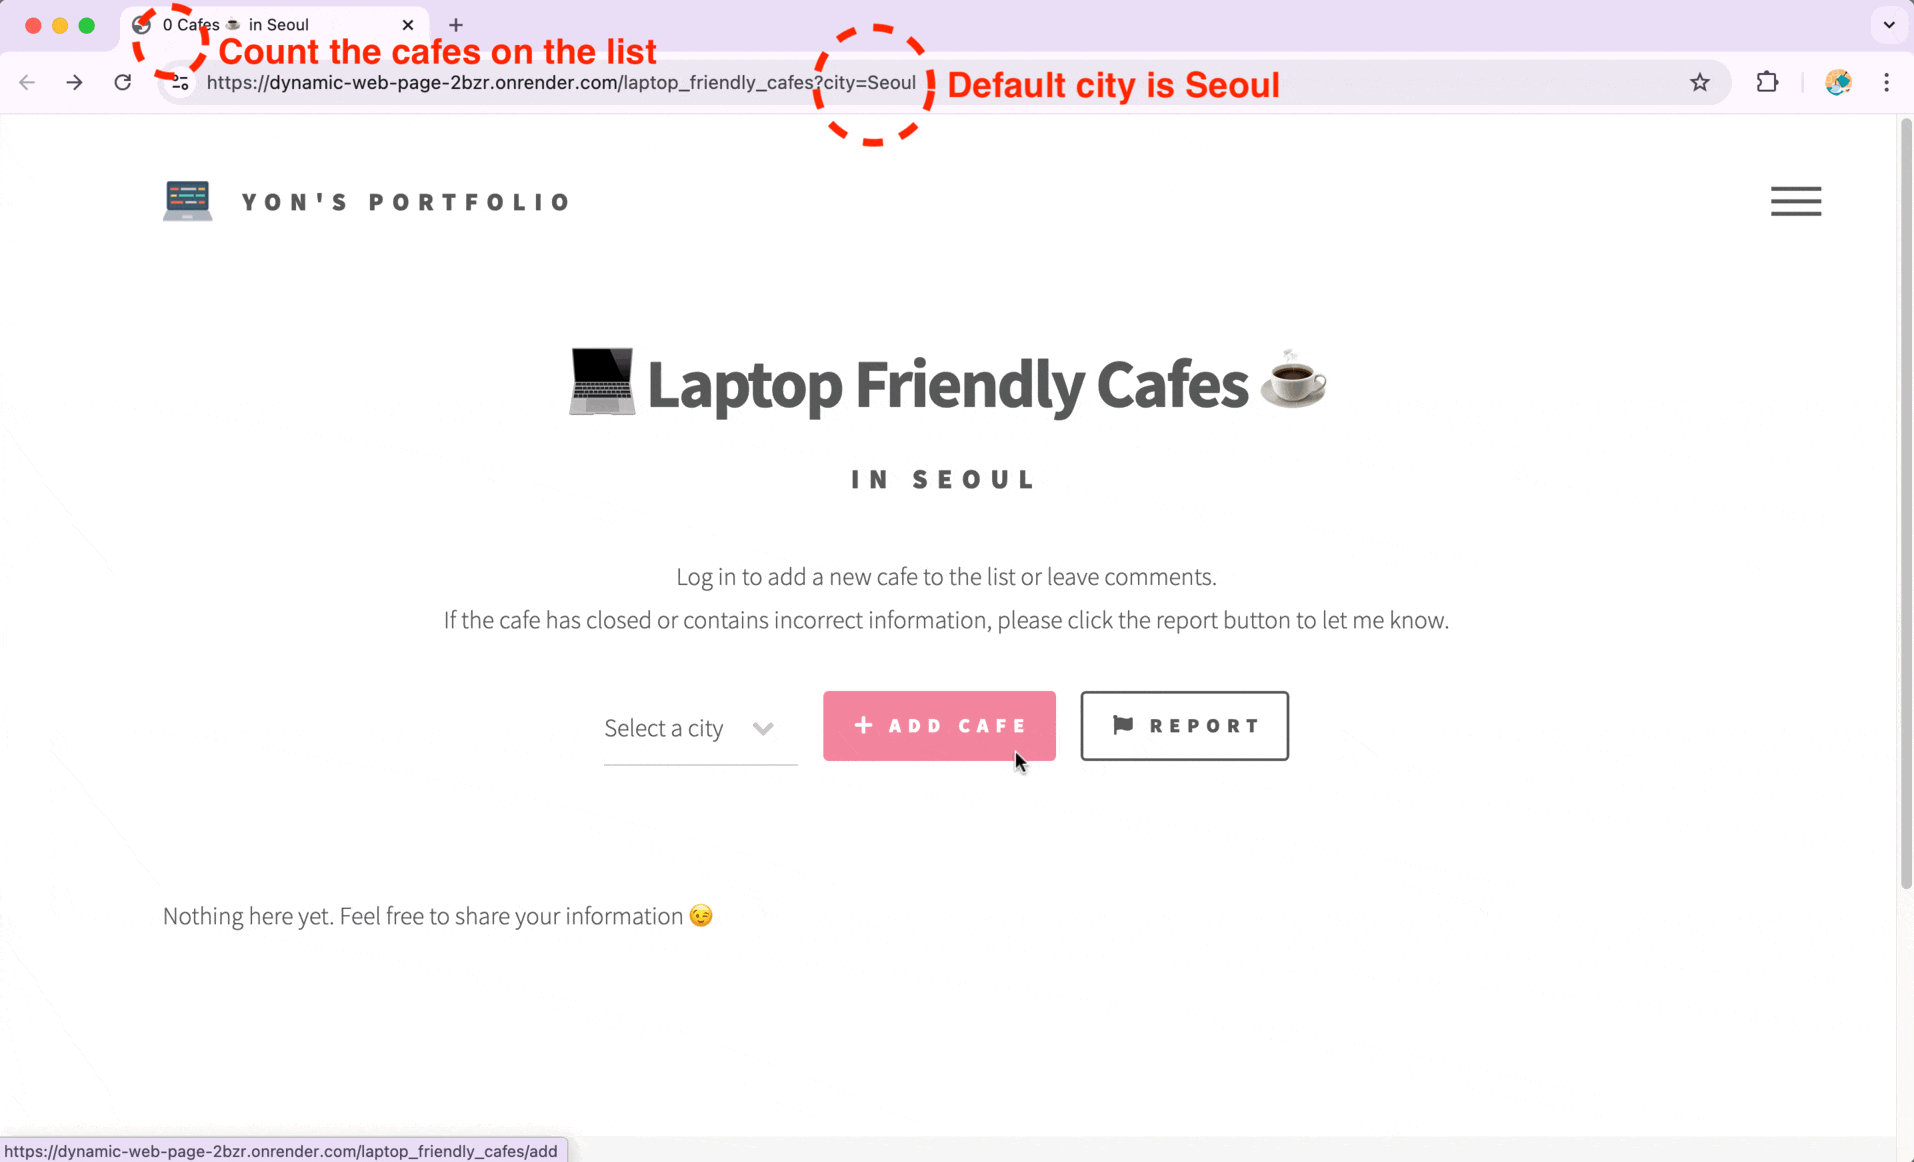 0 Cafes ☕ in Seoul
Count the cafes on the list
https://dynamic-web-page-2bzr.onrender.com/laptop_friendly_cafes?city=Seoul
Default city is Seoul
YON'S PORTFOLIO
💻 Laptop Friendly Cafes ☕
IN SEOUL
Log in to add a new cafe to the list or leave comments.
If the cafe has closed or contains incorrect information, please click the report button to let me know.
Select a city
+ ADD CAFE
REPORT
Nothing here yet. Feel free to share your information 😉
https://dynamic-web-page-2bzr.onrender.com/laptop_friendly_cafes/add